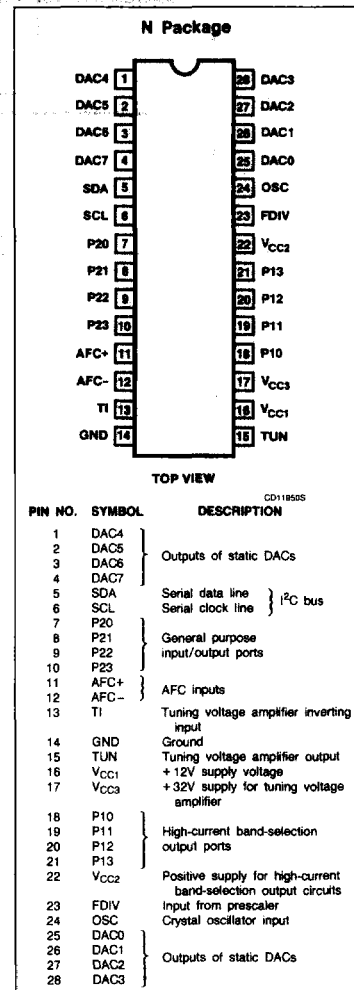 N Package
DAC4 1 28 DAC3
DAC5 2 27 DAC2
DAC6 3 26 DAC1
DAC7 4 25 DAC0
SDA 5 24 OSC
SCL 6 23 FDIV
P20 7 22 VCC2
P21 8 21 P13
P22 9 20 P12
P23 10 19 P11
AFC+ 11 18 P10
AFC– 12 17 VCC3
TI 13 16 VCC1
GND 14 15 TUN
TOP VIEW
CD11850S
PIN NO. SYMBOL DESCRIPTION
1 DAC4
2 DAC5
3 DAC6
4 DAC7
Outputs of static DACs
5 SDA Serial data line
6 SCL Serial clock line
I²C bus
7 P20
8 P21
9 P22
10 P23
General purpose
input/output ports
11 AFC+
12 AFC–
AFC inputs
13 TI Tuning voltage amplifier inverting
input
14 GND Ground
15 TUN Tuning voltage amplifier output
16 VCC1 + 12V supply voltage
17 VCC3 + 32V supply for tuning voltage
amplifier
18 P10
19 P11
20 P12
21 P13
High-current band-selection
output ports
22 VCC2 Positive supply for high-current
band-selection output circuits
23 FDIV Input from prescaler
24 OSC Crystal oscillator input
25 DAC0
26 DAC1
27 DAC2
28 DAC3
Outputs of static DACs